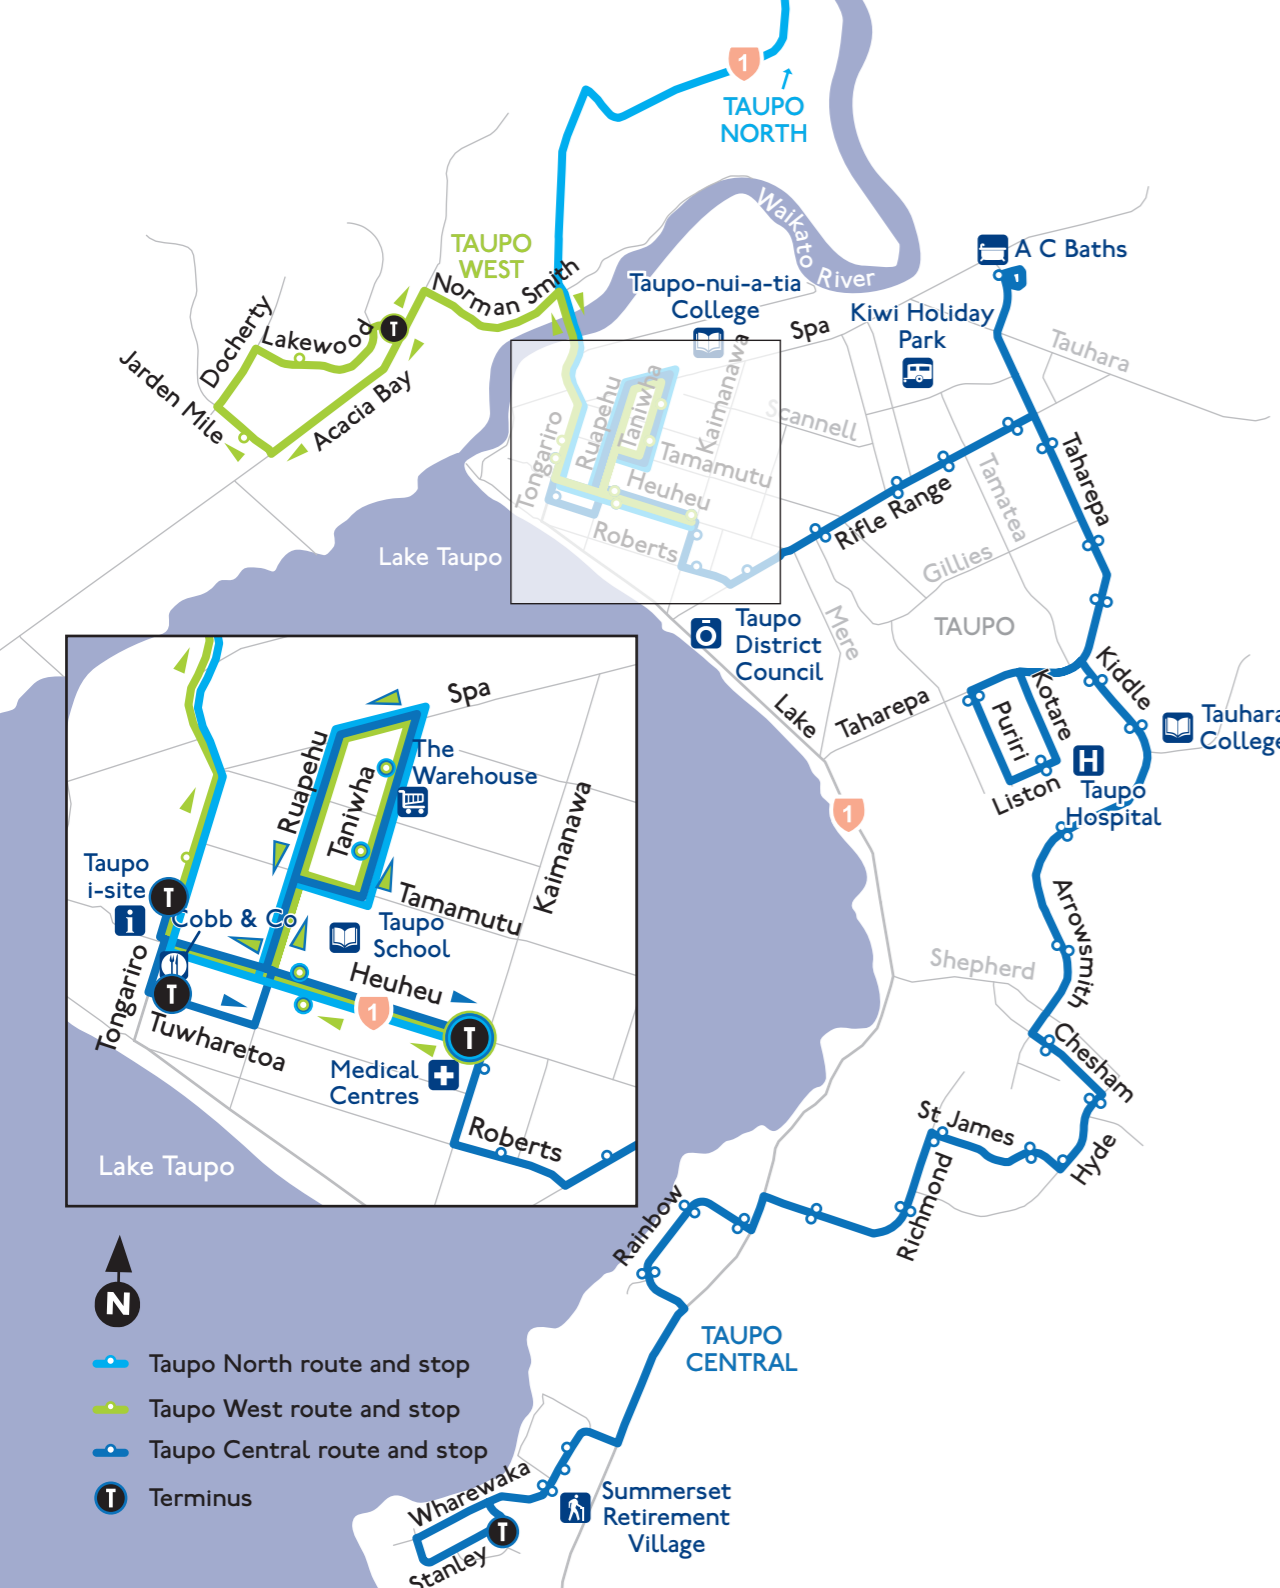 1
TAUPO
NORTH
Waikato River
TAUPO
WEST
Norman Smith
A C Baths
Taupo-nui-a-tia
College
Kiwi Holiday
Park
Spa
Tauhara
Docherty
Lakewood
T
Jarden Mile
Acacia Bay
Kaimanawa
Scannell
Taniwha
Ruapehu
Tongariro
Tamamutu
Heuheu
Roberts
Taharepa
Tamatea
Rifle Range
Gillies
Lake Taupo
Mere
TAUPO
Taupo
District
Council
Lake
Taharepa
Kiddle
Kotare
Puriri
Liston
H
Taupo
Hospital
Tauhara
College
1
Arrowsmith
Shepherd
Chesham
St James
Hyde
Richmond
Rainbow
TAUPO
CENTRAL
Spa
The
Warehouse
Ruapehu
Taniwha
Kaimanawa
Taupo
i-site
T
i
Cobb & Co
Tamamutu
Taupo
School
Heuheu
1
Tongariro
T
Tuwharetoa
T
Medical
Centres
Roberts
Lake Taupo
N
Taupo North route and stop
Taupo West route and stop
Taupo Central route and stop
T
Terminus
Wharewaka
Stanley
T
Summerset
Retirement
Village